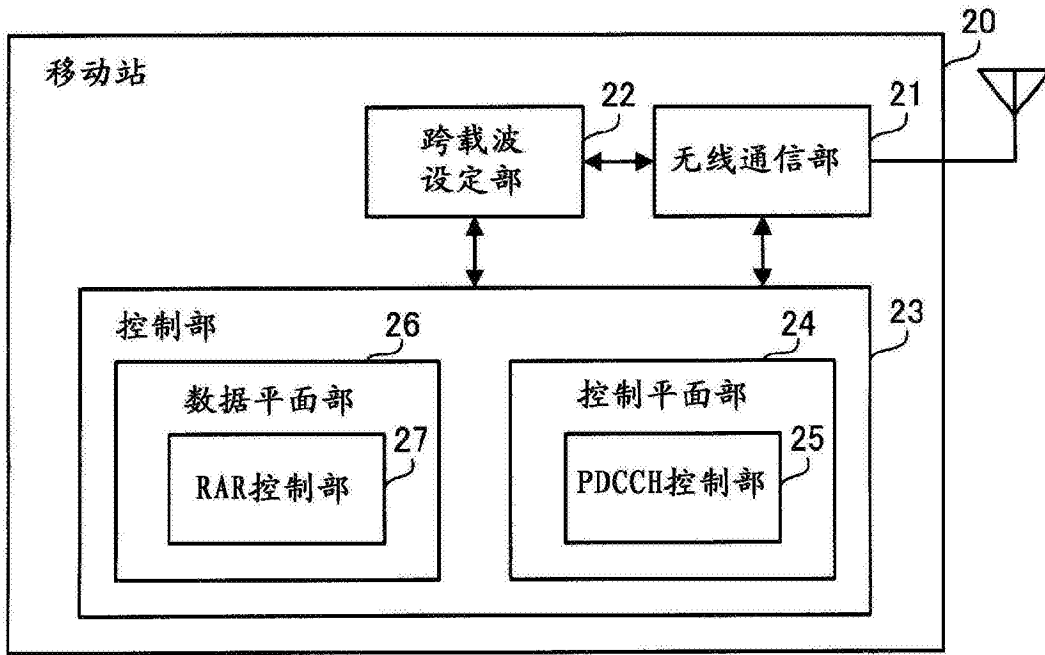 20
移动站
22
21
跨载波
设定部
无线通信部
控制部
23
26
24
数据平面部
控制平面部
27
25
RAR控制部
PDCCH控制部